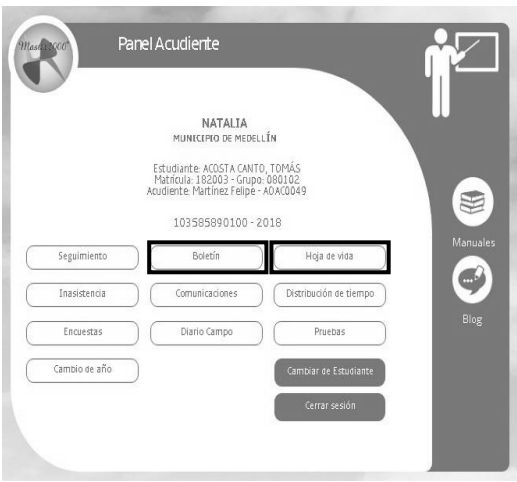 Master2000®
Panel Acudiente
NATALIA
MUNICIPIO DE MEDELLÍN
Estudiante: ACOSTA CANTO, TOMÁS
Matrícula: 182003 - Grupo: 080102
Acudiente: Martínez Felipe - AOAC0049
103585890100 - 2018
Seguimiento
Boletín
Hoja de vida
Inasistencia
Comunicaciones
Distribución de tiempo
Encuestas
Diario Campo
Pruebas
Cambio de año
Cambiar de Estudiante
Cerrar sesión
Manuales
Blog